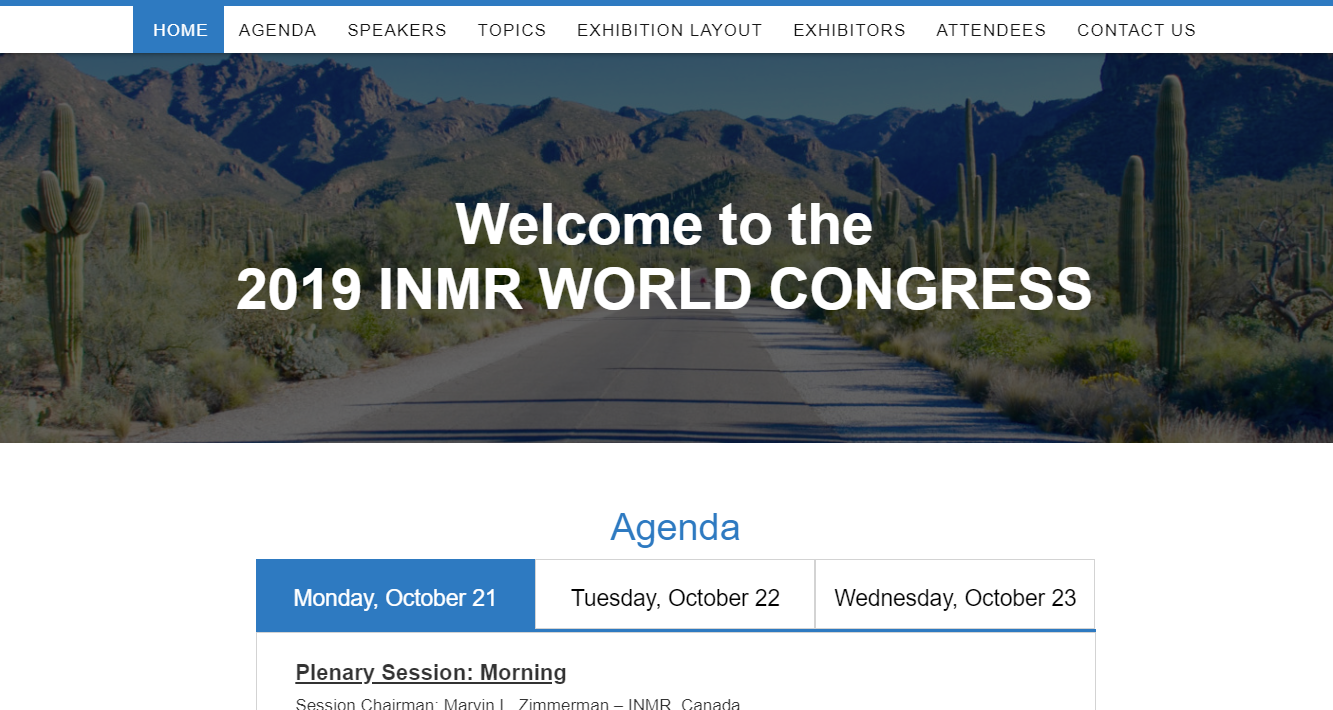 HOME AGENDA SPEAKERS TOPICS EXHIBITION LAYOUT EXHIBITORS ATTENDEES CONTACT US
Welcome to the
2019 INMR WORLD CONGRESS
Agenda
Monday, October 21 Tuesday, October 22 Wednesday, October 23
Plenary Session: Morning
Session Chairman: Marvin L. Zimmerman – INMR, Canada